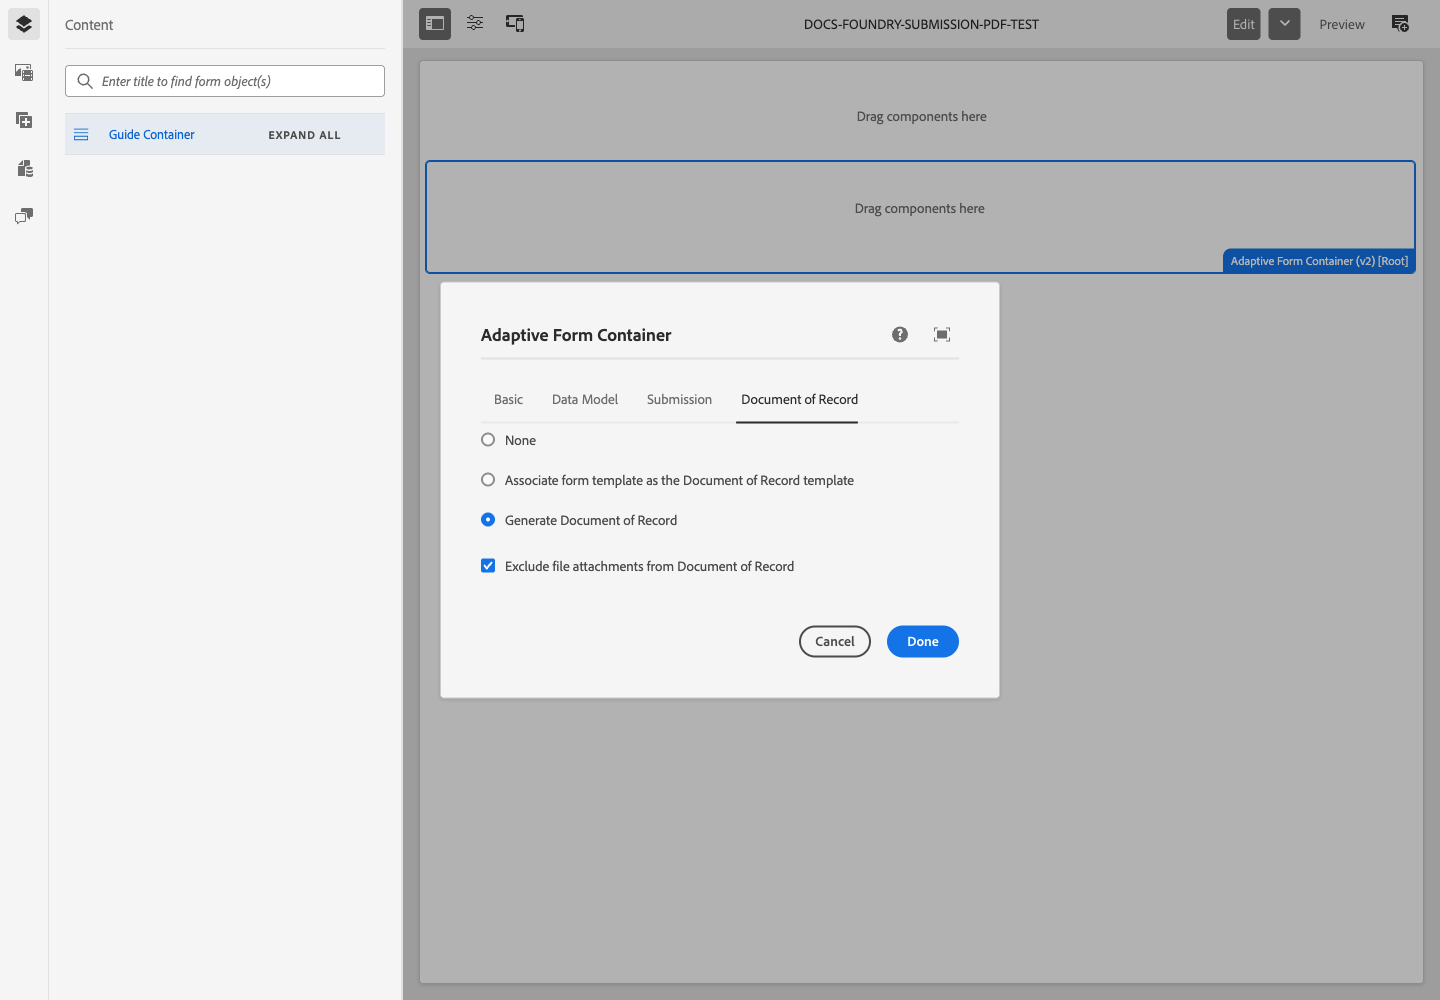 Content
Enter title to find form object(s)
Guide Container
EXPAND ALL
DOCS-FOUNDRY-SUBMISSION-PDF-TEST
Edit
Preview
Drag components here
Drag components here
Adaptive Form Container (v2) [Root]
Adaptive Form Container
Basic
Data Model
Submission
Document of Record
None
Associate form template as the Document of Record template
Generate Document of Record
Exclude file attachments from Document of Record
Cancel
Done